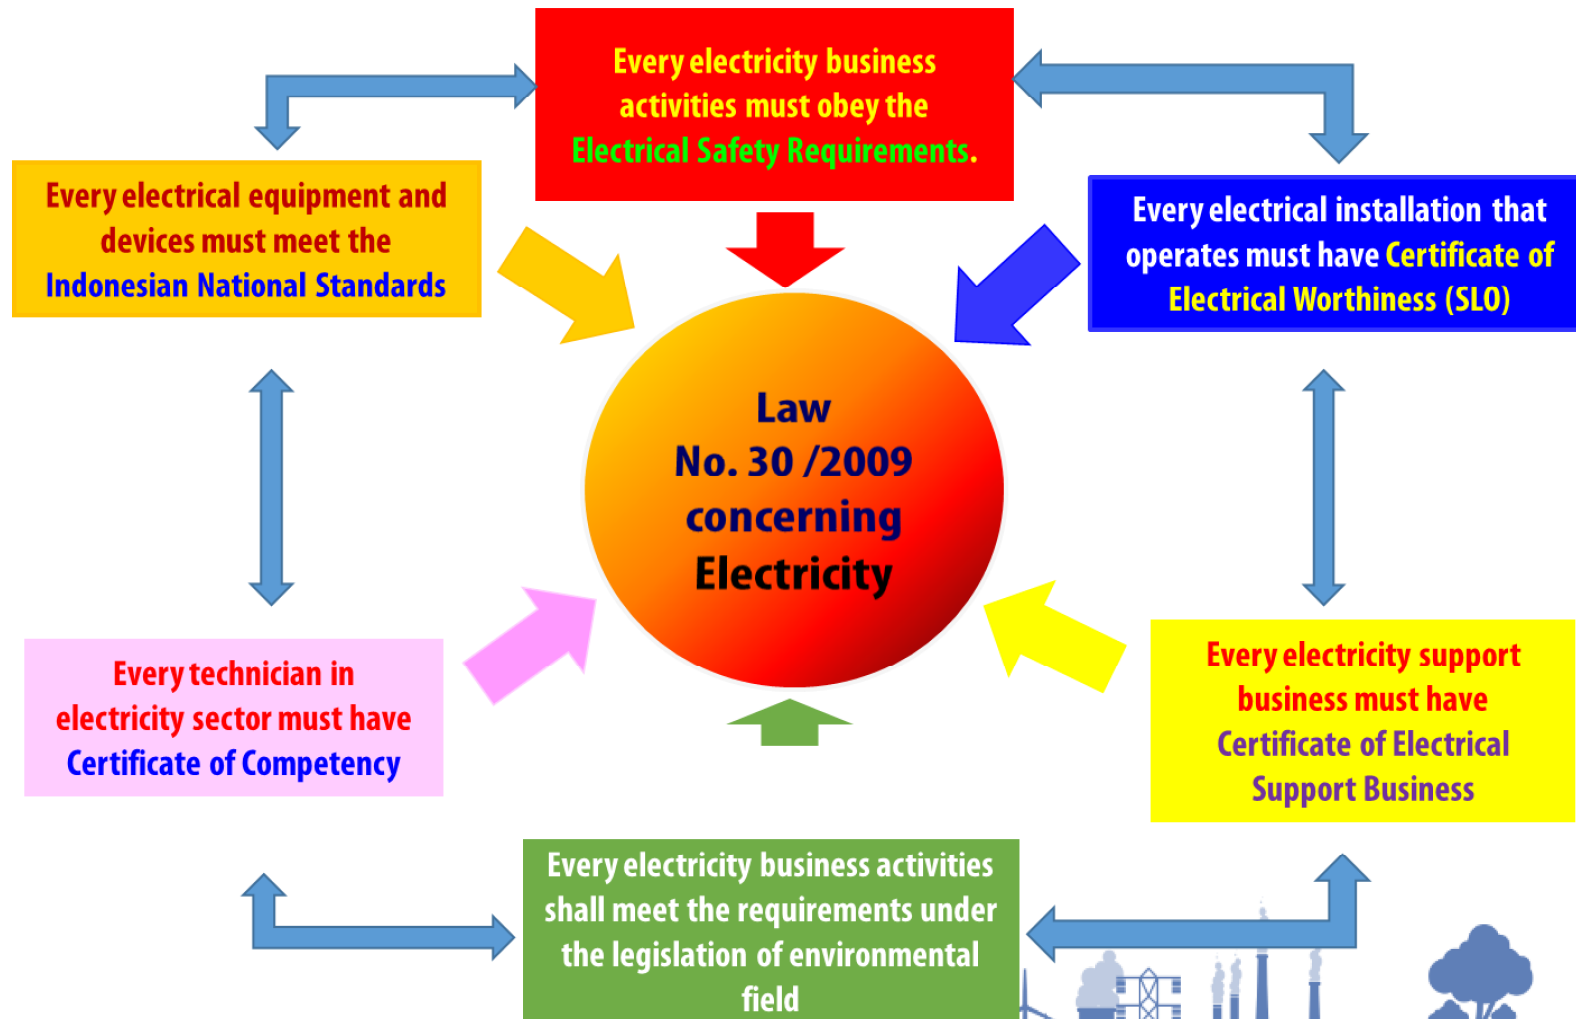 Every electricity business
activities must obey the
Electrical Safety Requirements.
Every electrical equipment and
devices must meet the
Indonesian National Standards
Every electrical installation that
operates must have Certificate of
Electrical Worthiness (SLO)
Law
No. 30 /2009
concerning
Electricity
Every technician in
electricity sector must have
Certificate of Competency
Every electricity support
business must have
Certificate of Electrical
Support Business
Every electricity business activities
shall meet the requirements under
the legislation of environmental
field